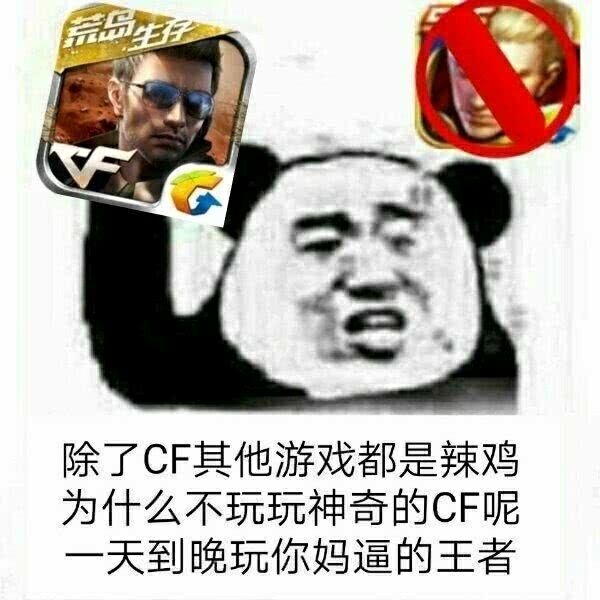 荒岛生存
CF
除了CF其他游戏都是辣鸡
为什么不玩玩神奇的CF呢
一天到晚玩你妈逼的王者